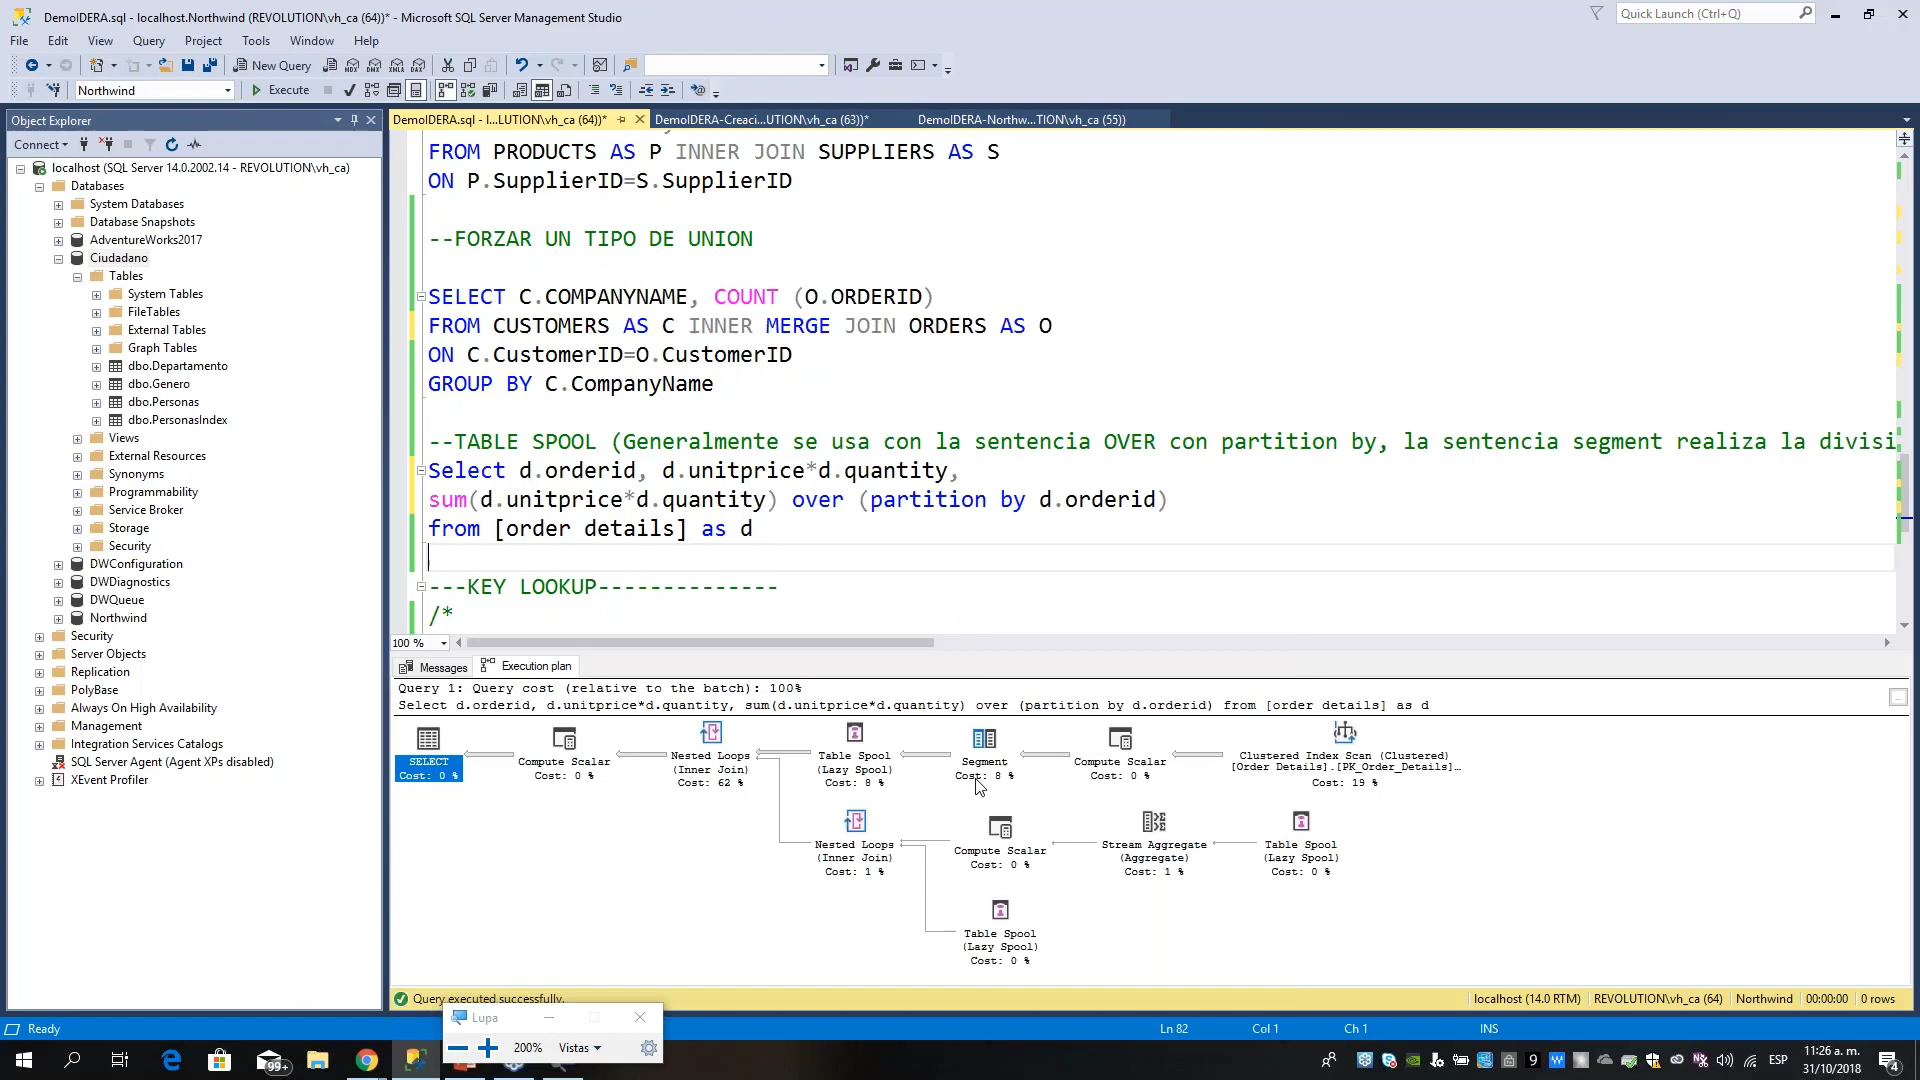 DemoIDERA.sql - localhost.Northwind (REVOLUTION\vh_ca (64))* - Microsoft SQL Server Management Studio
Quick Launch (Ctrl+Q)
File Edit View Query Project Tools Window Help
New Query
MDX DMX XMLA DAX
Northwind
Execute
Object Explorer
DemoIDERA.sql - l...LUTION\vh_ca (64))*
DemoIDERA-Creaci...UTION\vh_ca (63))*
DemoIDERA-Northw...TION\vh_ca (55))
Connect
localhost (SQL Server 14.0.2002.14 - REVOLUTION\vh_ca)
Databases
System Databases
Database Snapshots
AdventureWorks2017
Ciudadano
Tables
System Tables
FileTables
External Tables
Graph Tables
dbo.Departamento
dbo.Genero
dbo.Personas
dbo.PersonasIndex
Views
External Resources
Synonyms
Programmability
Service Broker
Storage
Security
DWConfiguration
DWDiagnostics
DWQueue
Northwind
Security
Server Objects
Replication
PolyBase
Always On High Availability
Management
Integration Services Catalogs
SQL Server Agent (Agent XPs disabled)
XEvent Profiler
FROM PRODUCTS AS P INNER JOIN SUPPLIERS AS S
ON P.SupplierID=S.SupplierID
--FORZAR UN TIPO DE UNION
SELECT C.COMPANYNAME, COUNT (O.ORDERID)
FROM CUSTOMERS AS C INNER MERGE JOIN ORDERS AS O
ON C.CustomerID=O.CustomerID
GROUP BY C.CompanyName
--TABLE SPOOL (Generalmente se usa con la sentencia OVER con partition by, la sentencia segment realiza la divisi
Select d.orderid, d.unitprice*d.quantity,
sum(d.unitprice*d.quantity) over (partition by d.orderid)
from [order details] as d
---KEY LOOKUP--------------
/*
100 %
Messages Execution plan
Query 1: Query cost (relative to the batch): 100%
Select d.orderid, d.unitprice*d.quantity, sum(d.unitprice*d.quantity) over (partition by d.orderid) from [order details] as d
SELECT
Cost: 0 %
Compute Scalar
Cost: 0 %
Nested Loops
(Inner Join)
Cost: 62 %
Table Spool
(Lazy Spool)
Cost: 8 %
Segment
Cost: 8 %
Compute Scalar
Cost: 0 %
Clustered Index Scan (Clustered)
[Order Details].[PK_Order_Details]…
Cost: 19 %
Nested Loops
(Inner Join)
Cost: 1 %
Compute Scalar
Cost: 0 %
Stream Aggregate
(Aggregate)
Cost: 1 %
Table Spool
(Lazy Spool)
Cost: 0 %
Table Spool
(Lazy Spool)
Cost: 0 %
Query executed successfully.
localhost (14.0 RTM) REVOLUTION\vh_ca (64) Northwind 00:00:00 0 rows
Lupa
200% Vistas
Ready
Ln 82 Col 1 Ch 1 INS
99+
9
ESP
11:26 a. m.
31/10/2018
4